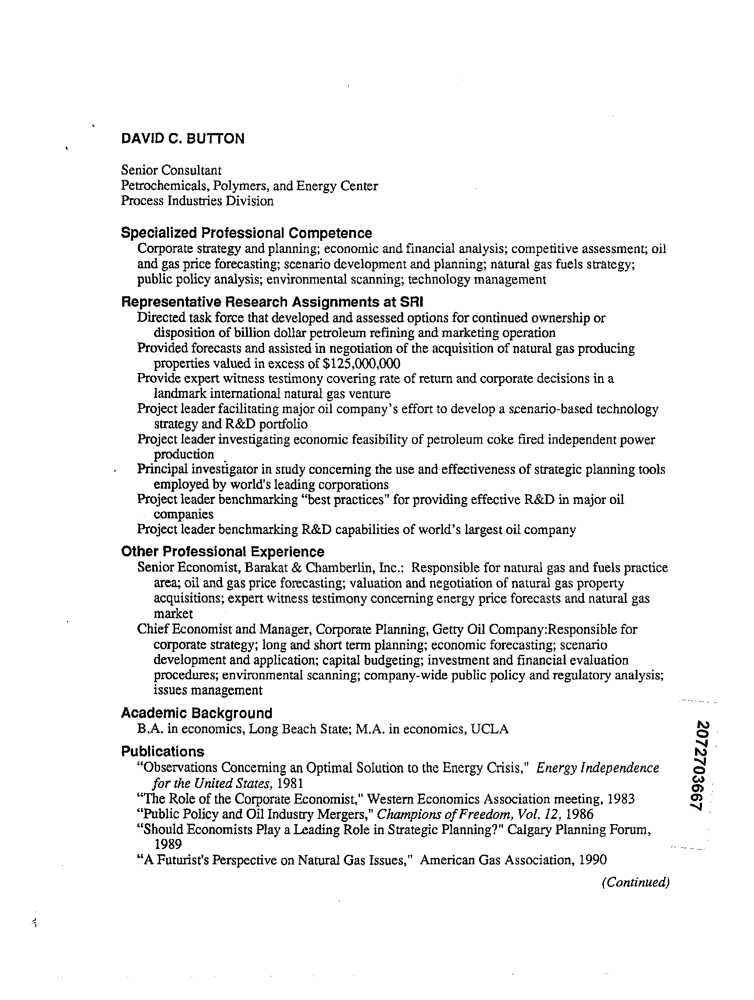 DAVID C. BUTTON
Senior Consultant
Petrochemicals, Polymers, and Energy Center
Process Industries Division
Specialized Professional Competence
Corporate strategy and planning; economic and financial analysis; competitive assessment; oil
and gas price forecasting; scenario development and planning; natural gas fuels strategy;
public policy analysis; environmental scanning; technology management
Representative Research Assignments at SRI
Directed task force that developed and assessed options for continued ownership or
disposition of billion dollar petroleum refining and marketing operation
Provided forecasts and assisted in negotiation of the acquisition of natural gas producing
properties valued in excess of $125,000,000
Provide expert witness testimony covering rate of return and corporate decisions in a
landmark international natural gas venture
Project leader facilitating major oil company's effort to develop a scenario-based technology
strategy and R&D portfolio
Project leader investigating economic feasibility of petroleum coke fired independent power
production
Principal investigator in study concerning the use and effectiveness of strategic planning tools
employed by world's leading corporations
Project leader benchmarking “best practices” for providing effective R&D in major oil
companies
Project leader benchmarking R&D capabilities of world's largest oil company
Other Professional Experience
Senior Economist, Barakat & Chamberlin, Inc.: Responsible for natural gas and fuels practice
area; oil and gas price forecasting; valuation and negotiation of natural gas property
acquisitions; expert witness testimony concerning energy price forecasts and natural gas
market
Chief Economist and Manager, Corporate Planning, Getty Oil Company:Responsible for
corporate strategy; long and short term planning; economic forecasting; scenario
development and application; capital budgeting; investment and financial evaluation
procedures; environmental scanning; company-wide public policy and regulatory analysis;
issues management
Academic Background
B.A. in economics, Long Beach State; M.A. in economics, UCLA
Publications
“Observations Concerning an Optimal Solution to the Energy Crisis," Energy Independence
for the United States, 1981
“The Role of the Corporate Economist," Western Economics Association meeting, 1983
“Public Policy and Oil Industry Mergers," Champions of Freedom, Vol. 12, 1986
“Should Economists Play a Leading Role in Strategic Planning?" Calgary Planning Forum,
1989
“A Futurist's Perspective on Natural Gas Issues," American Gas Association, 1990
(Continued)
2072703667